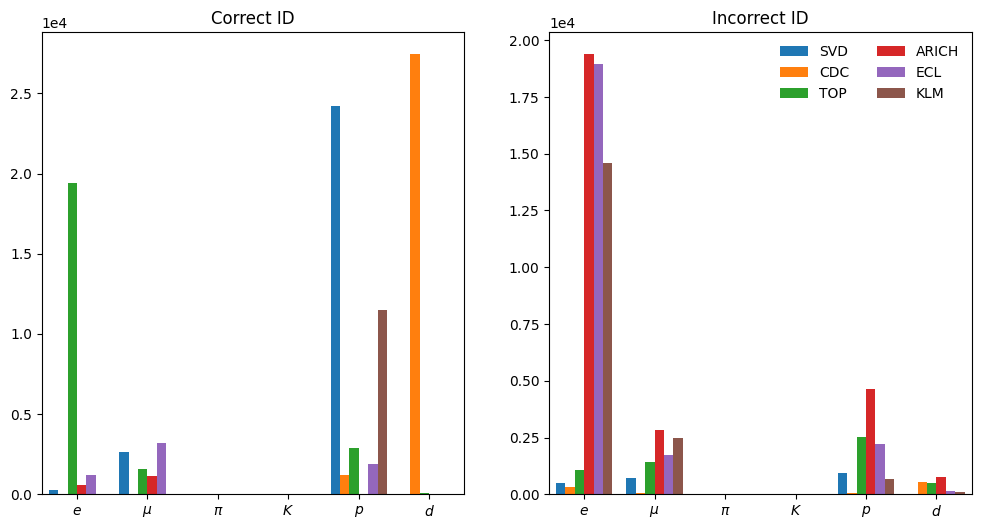 Correct ID
1e4
2.5
2.0
1.5
1.0
0.5
0.0
e μ π K p d
Incorrect ID
1e4
2.00
1.75
1.50
1.25
1.00
0.75
0.50
0.25
0.00
e μ π K p d
SVD
CDC
TOP
ARICH
ECL
KLM